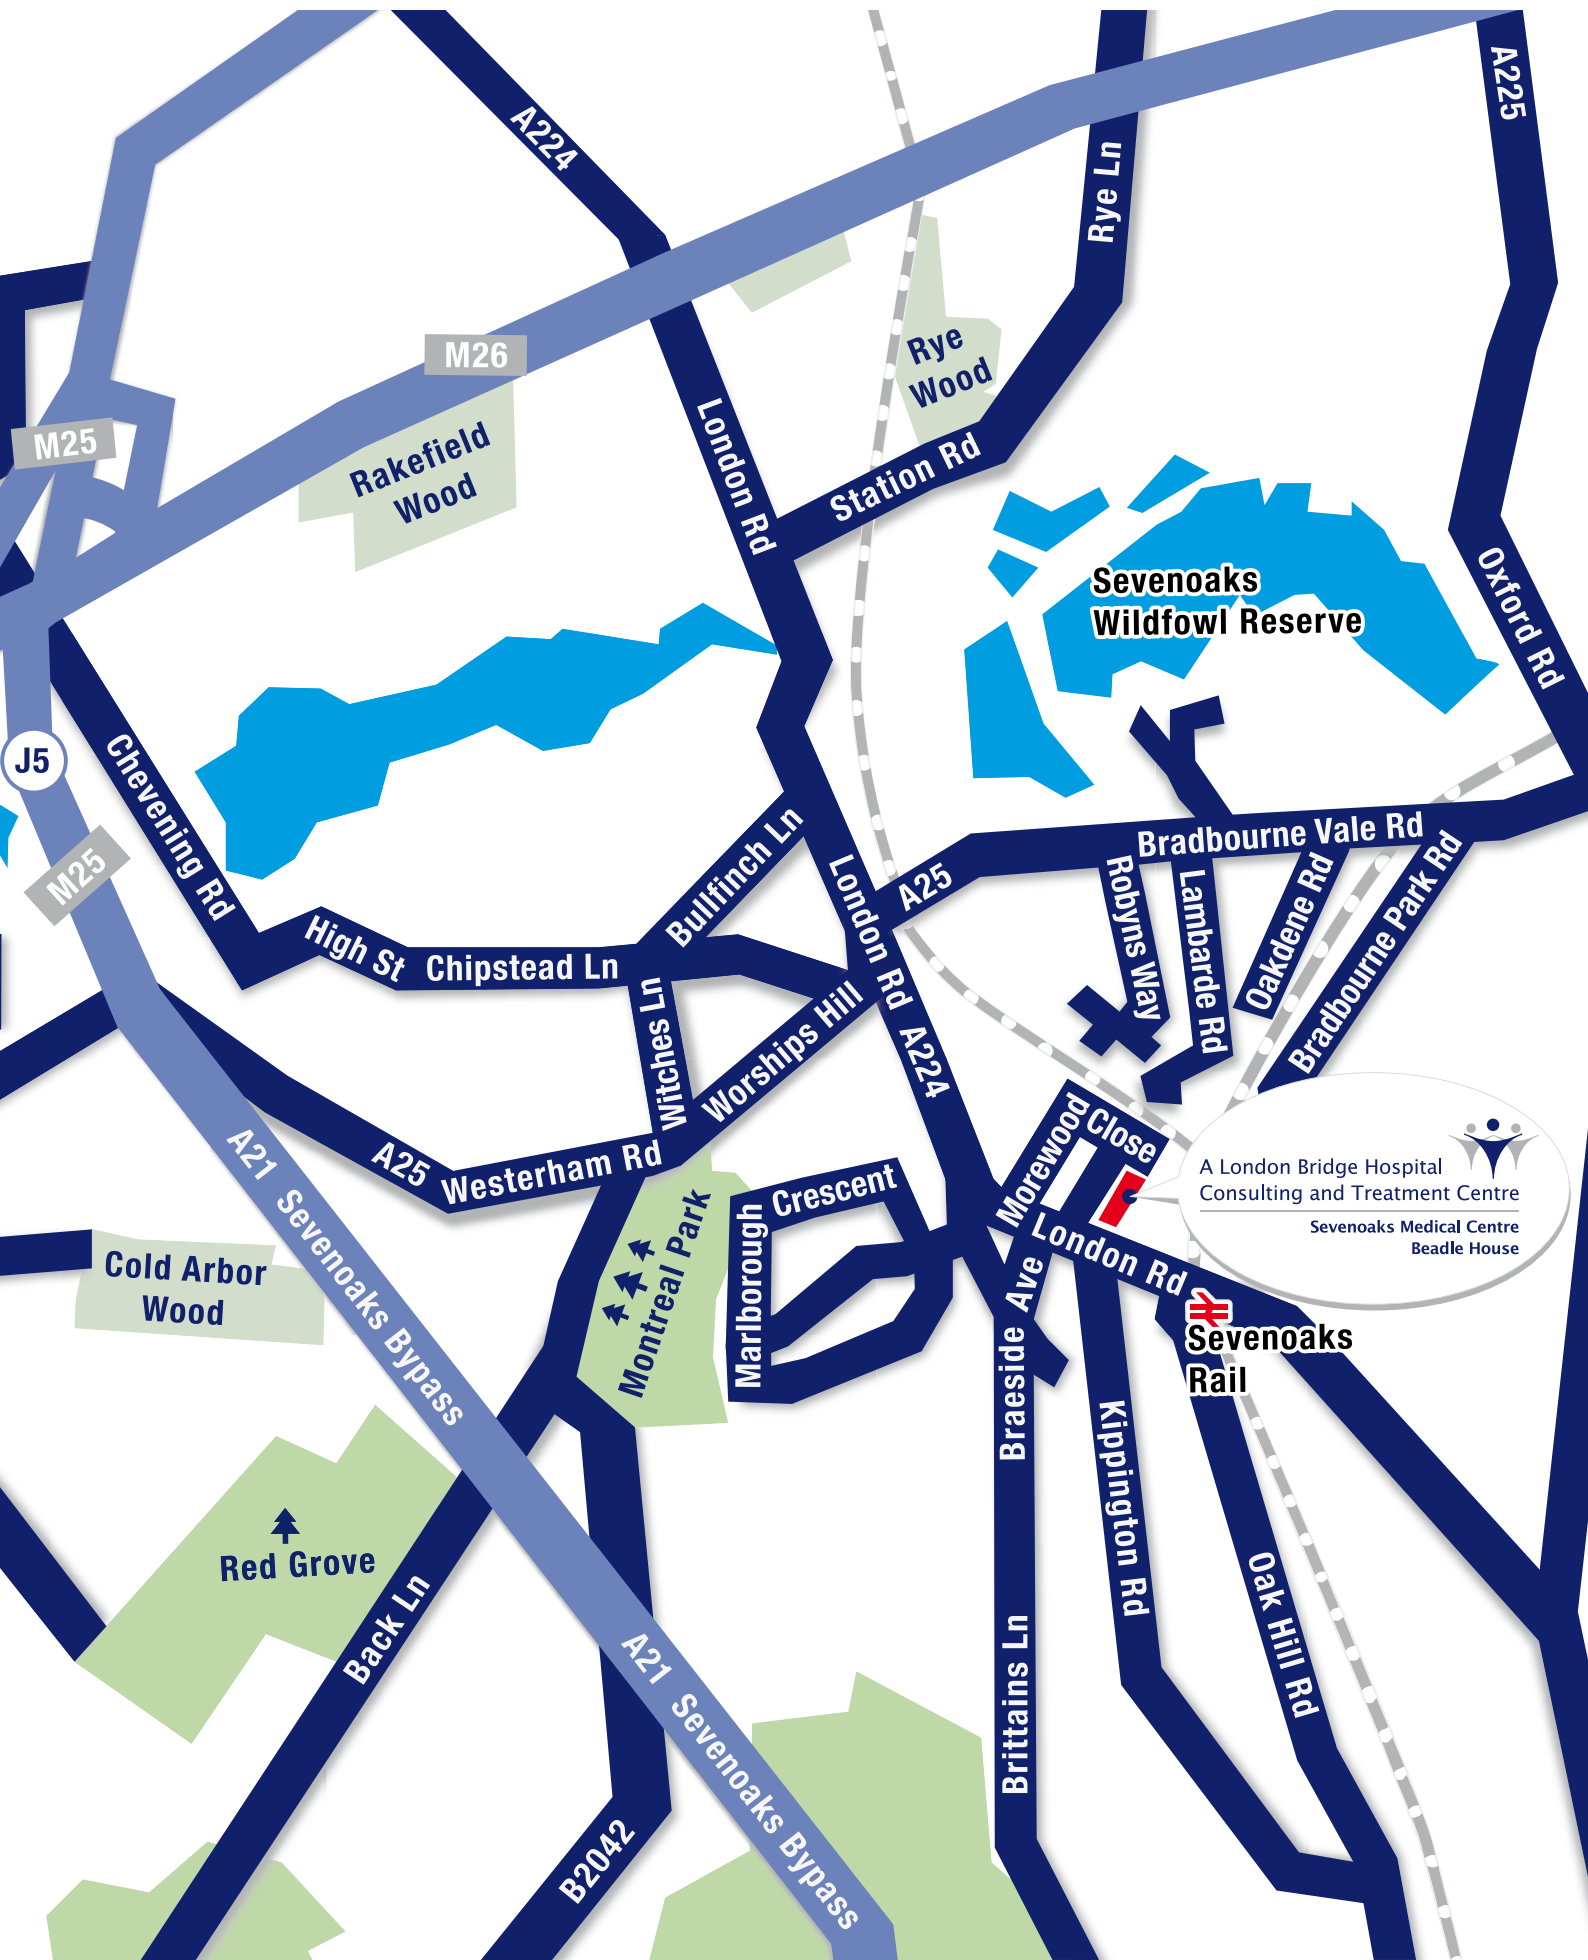 A224
A225
Rye Ln
M26
Rye
Wood
M25
Rakefield
Wood
London Rd
Station Rd
Sevenoaks
Wildfowl Reserve
Oxford Rd
J5
Chevening Rd
M25
Bullfinch Ln
Bradbourne Vale Rd
A25
London Rd
Robyns Way
Lambarde Rd
Oakdene Rd
Bradbourne Park Rd
High St
Chipstead Ln
Witches Ln
Worships Hill
A224
Morewood
Close
A25
Westerham Rd
A21 Sevenoaks Bypass
A London Bridge Hospital
Consulting and Treatment Centre
Sevenoaks Medical Centre
Beadle House
Crescent
Marlborough
Montreal Park
London Rd
Cold Arbor
Wood
Braeside Ave
Sevenoaks
Rail
Kippington Rd
Red Grove
Back Ln
Oak Hill Rd
Brittains Ln
A21 Sevenoaks Bypass
B2042